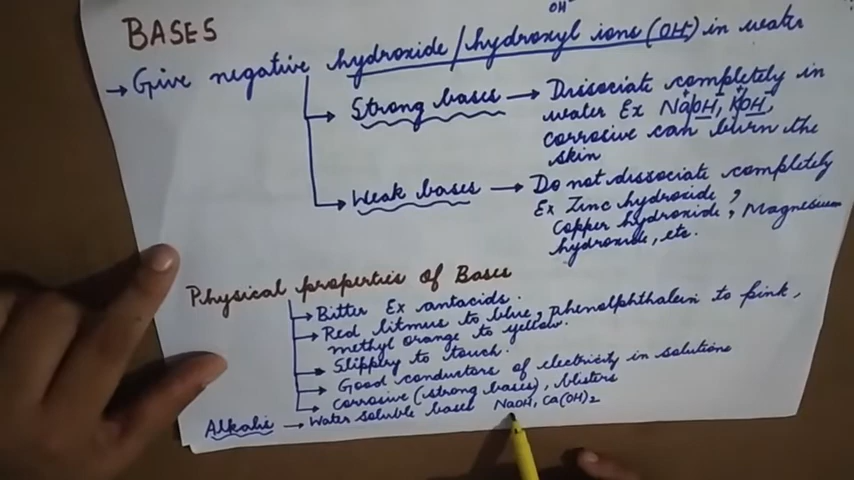 OH⁻
BASES
→ Give negative hydroxide/hydroxyl ions (OH⁻) in water
Strong bases → Dissociate completely in
water Ex NaOH, KOH,
corrosive can burn the
skin
Weak bases → Do not dissociate completely
Ex Zinc hydroxide,
Copper hydroxide, Magnesium
hydroxide, etc.
Physical properties of Bases
Bitter Ex antacids.
Red litmus to blue, phenolphthalein to pink,
methyl orange to yellow.
Slippery to touch.
Good conductors of electricity in solutions
Corrosive (strong bases), blisters
Alkalis → Water soluble bases NaOH, Ca(OH)₂